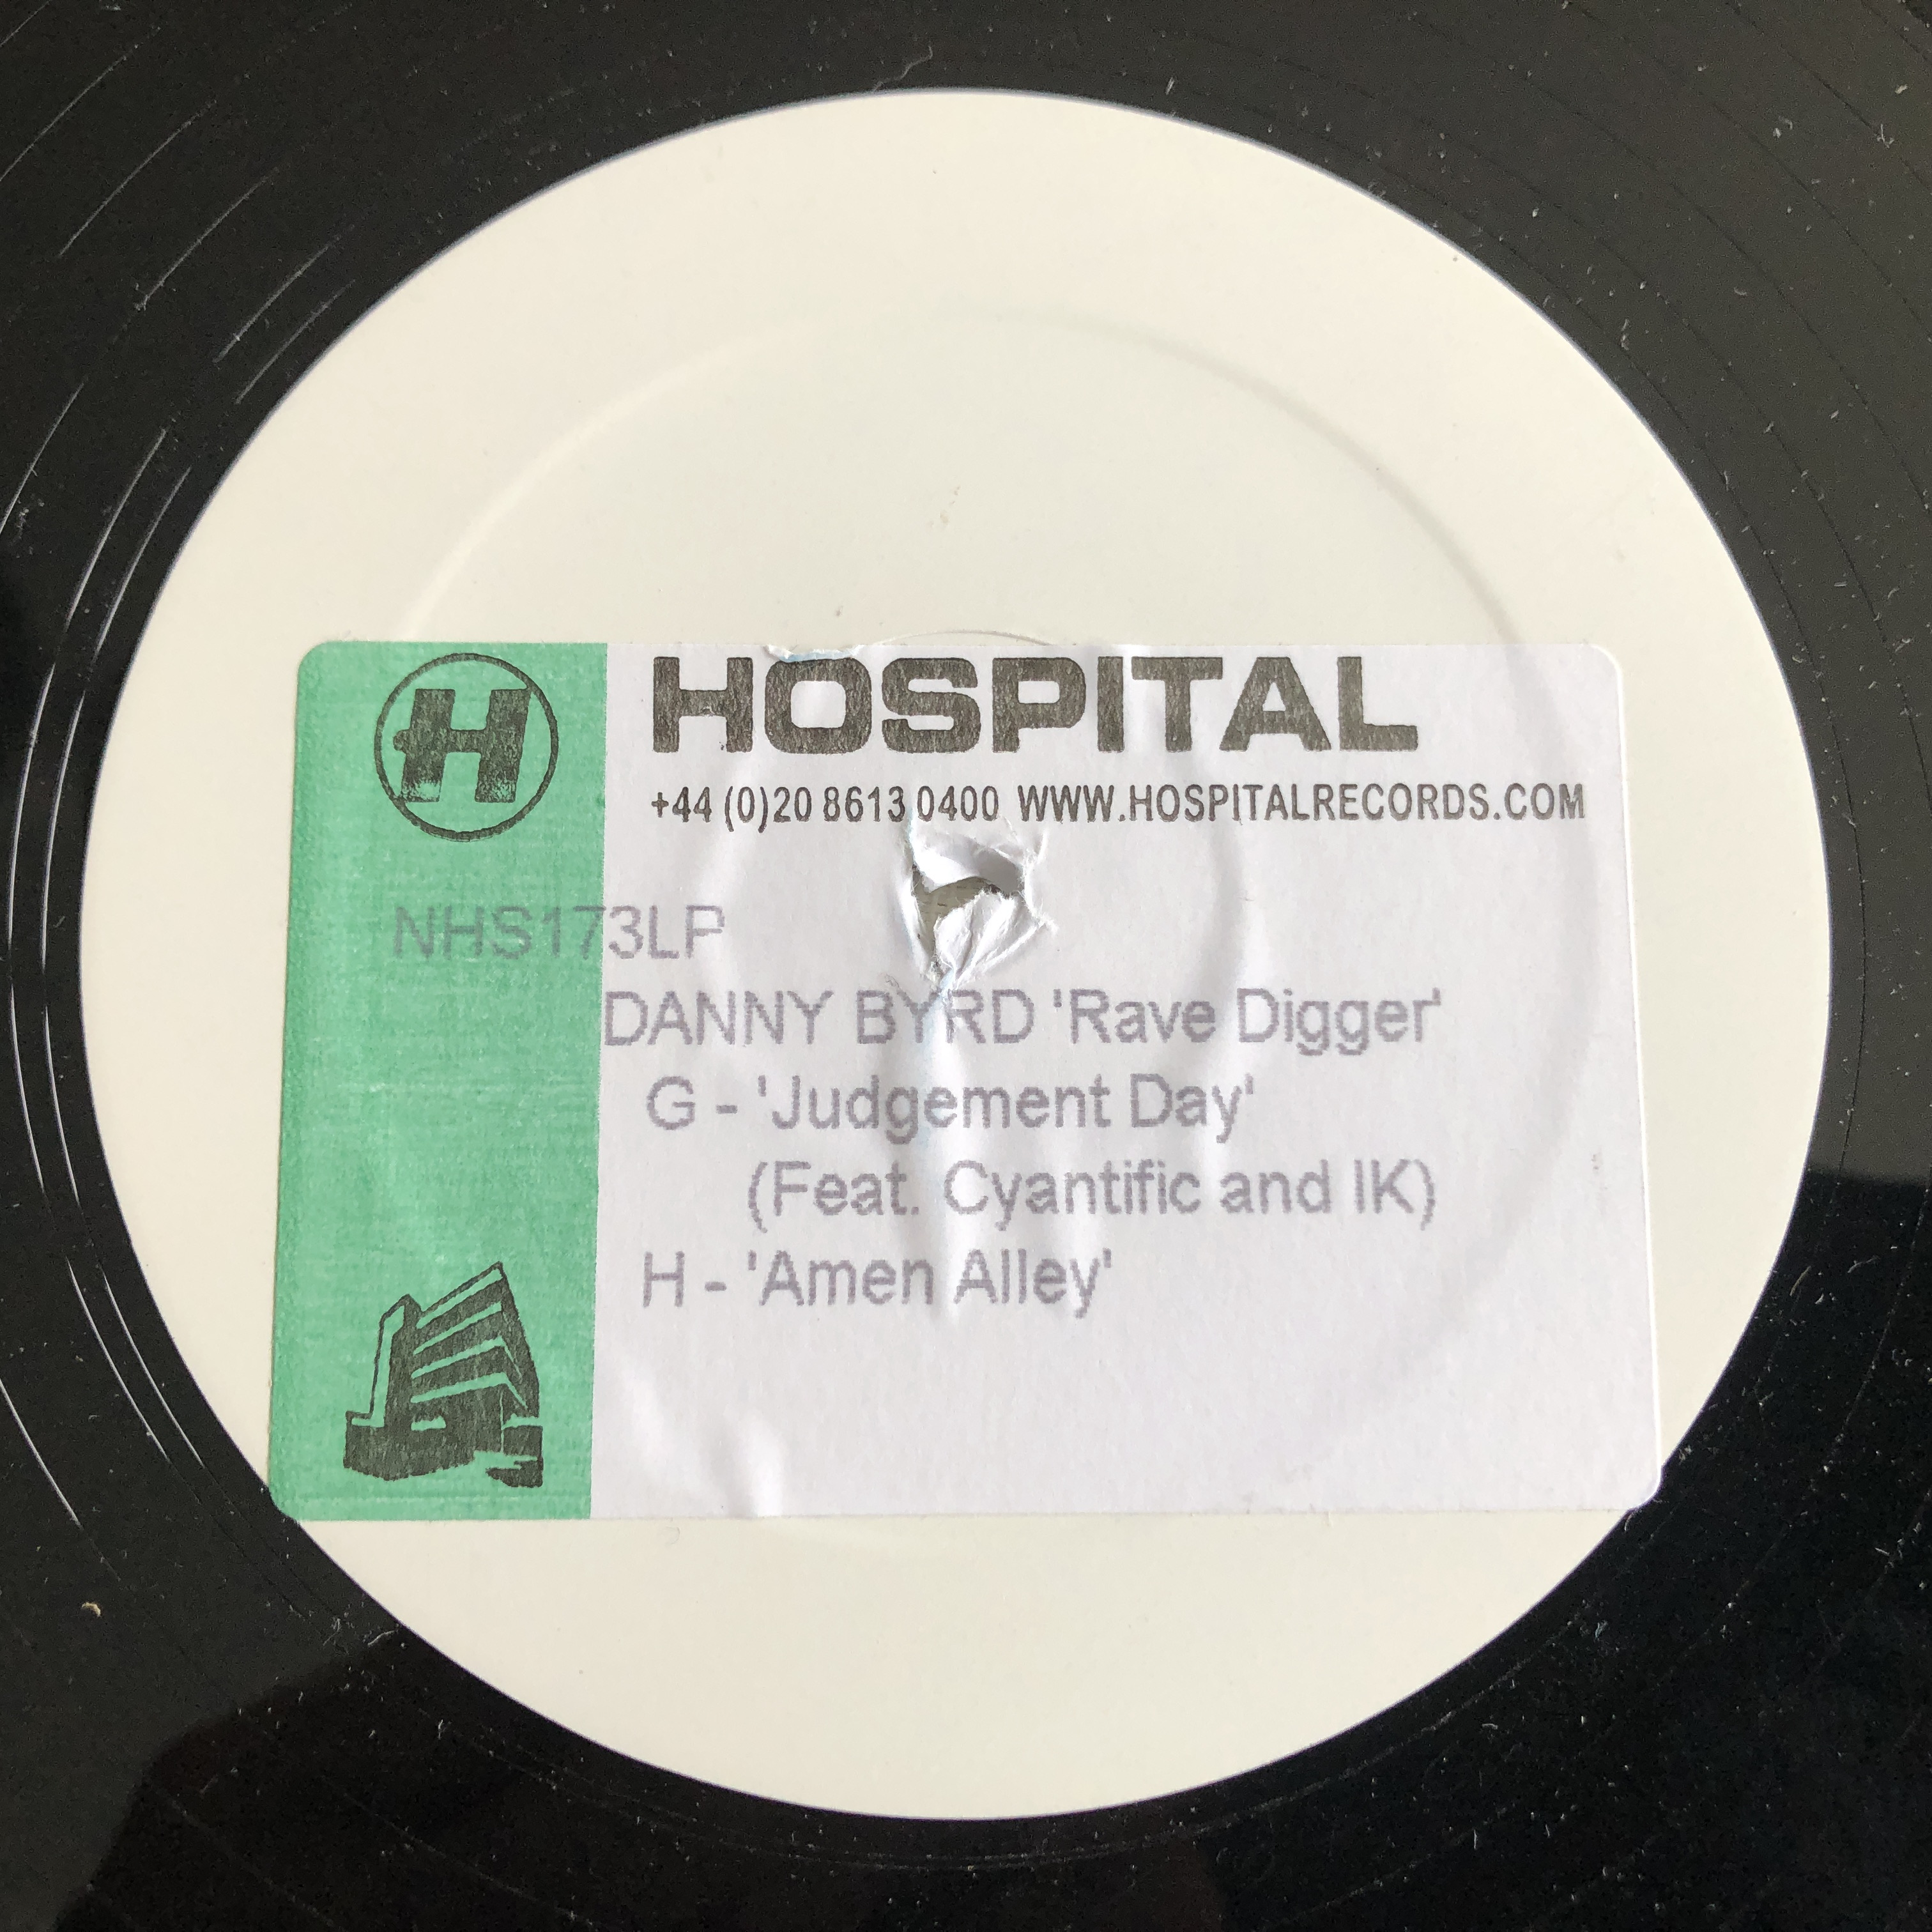 H
HOSPITAL
+44 (0)20 8613 0400 WWW.HOSPITALRECORDS.COM
NHS173LP
DANNY BYRD 'Rave Digger'
G - 'Judgement Day'
(Feat. Cyantific and IK)
H - 'Amen Alley'